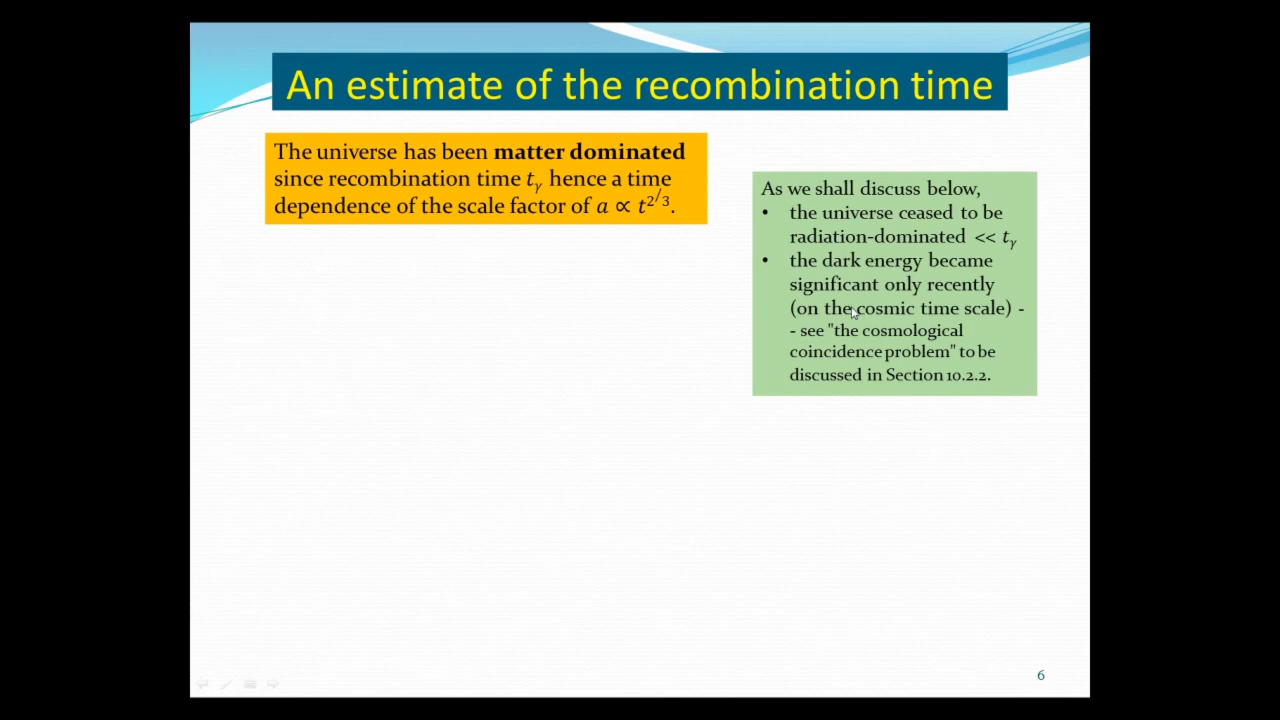 An estimate of the recombination time
The universe has been matter dominated
since recombination time tᵧ hence a time
dependence of the scale factor of a ∝ t^2/3.
As we shall discuss below,
• the universe ceased to be
radiation-dominated << tᵧ
• the dark energy became
significant only recently
(on the cosmic time scale) -
- see "the cosmological
coincidence problem" to be
discussed in Section 10.2.2.
6